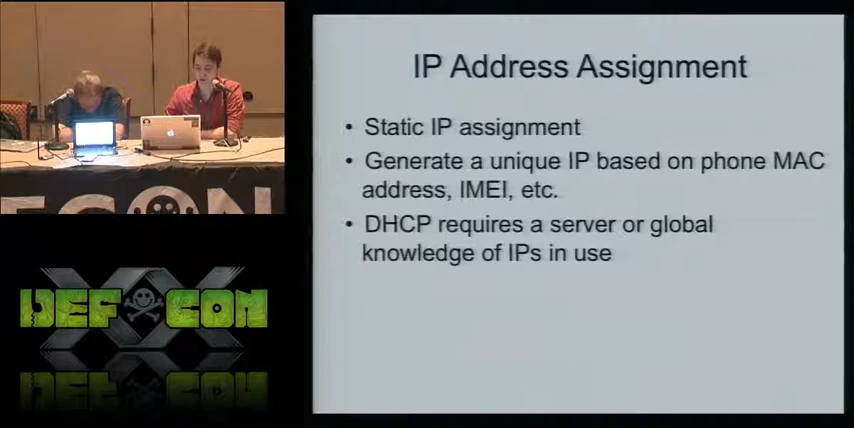 IP Address Assignment
• Static IP assignment
• Generate a unique IP based on phone MAC
address, IMEI, etc.
• DHCP requires a server or global
knowledge of IPs in use
DEF CON
XX